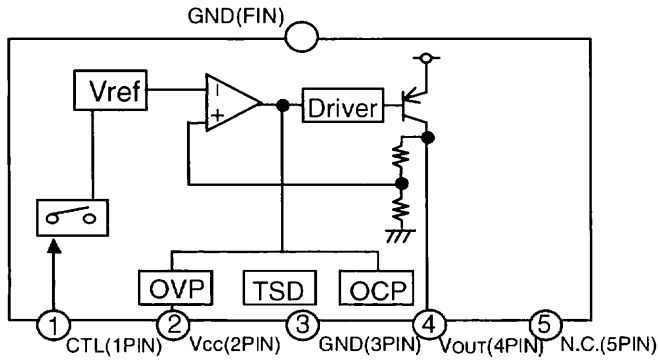 GND(FIN)
Vref
−
+
Driver
OVP
TSD
OCP
1
CTL(1PIN)
2
Vcc(2PIN)
3
GND(3PIN)
4
VOUT(4PIN)
5
N.C.(5PIN)